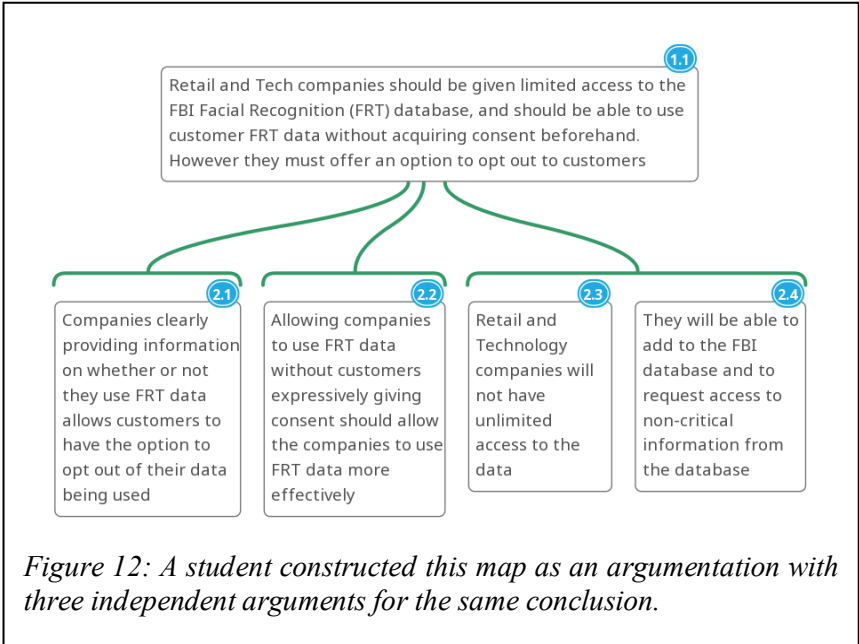 1.1
Retail and Tech companies should be given limited access to the
FBI Facial Recognition (FRT) database, and should be able to use
customer FRT data without acquiring consent beforehand.
However they must offer an option to opt out to customers
2.1
Companies clearly
providing information
on whether or not
they use FRT data
allows customers to
have the option to
opt out of their data
being used
2.2
Allowing companies
to use FRT data
without customers
expressively giving
consent should allow
the companies to use
FRT data more
effectively
2.3
Retail and
Technology
companies will
not have
unlimited
access to the
data
2.4
They will be able to
add to the FBI
database and to
request access to
non-critical
information from
the database
Figure 12: A student constructed this map as an argumentation with
three independent arguments for the same conclusion.